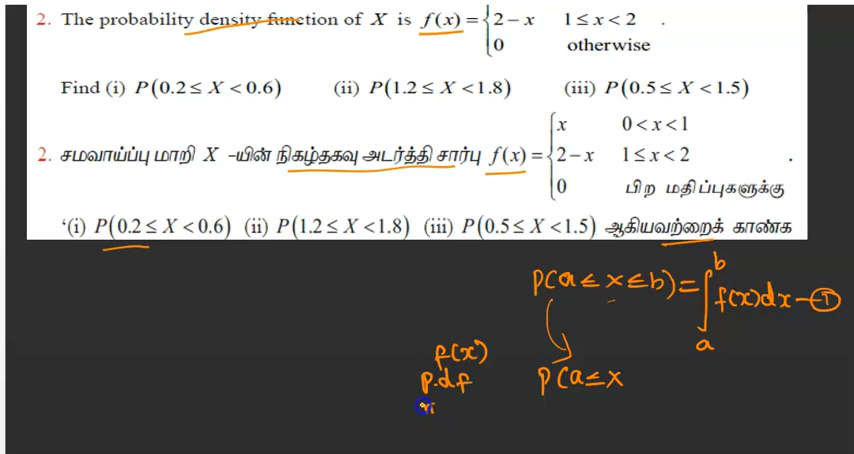 2. The probability density function of X is f(x) = { 2 − x   1 ≤ x < 2   .
0   otherwise
Find (i) P(0.2 ≤ X < 0.6)   (ii) P(1.2 ≤ X < 1.8)   (iii) P(0.5 ≤ X < 1.5)
x   0 < x < 1
2. சமவாய்ப்பு மாறி X -யின் நிகழ்தகவு அடர்த்தி சார்பு f(x) = { 2 − x   1 ≤ x < 2   .
0   பிற மதிப்புகளுக்கு
‘(i) P(0.2 ≤ X < 0.6) (ii) P(1.2 ≤ X < 1.8) (iii) P(0.5 ≤ X < 1.5) ஆகியவற்றைக் காண்க
P(a ≤ x ≤ b) = ∫ₐᵇ f(x) dx — ①
f(x)
p.d.f   P(a ≤ x